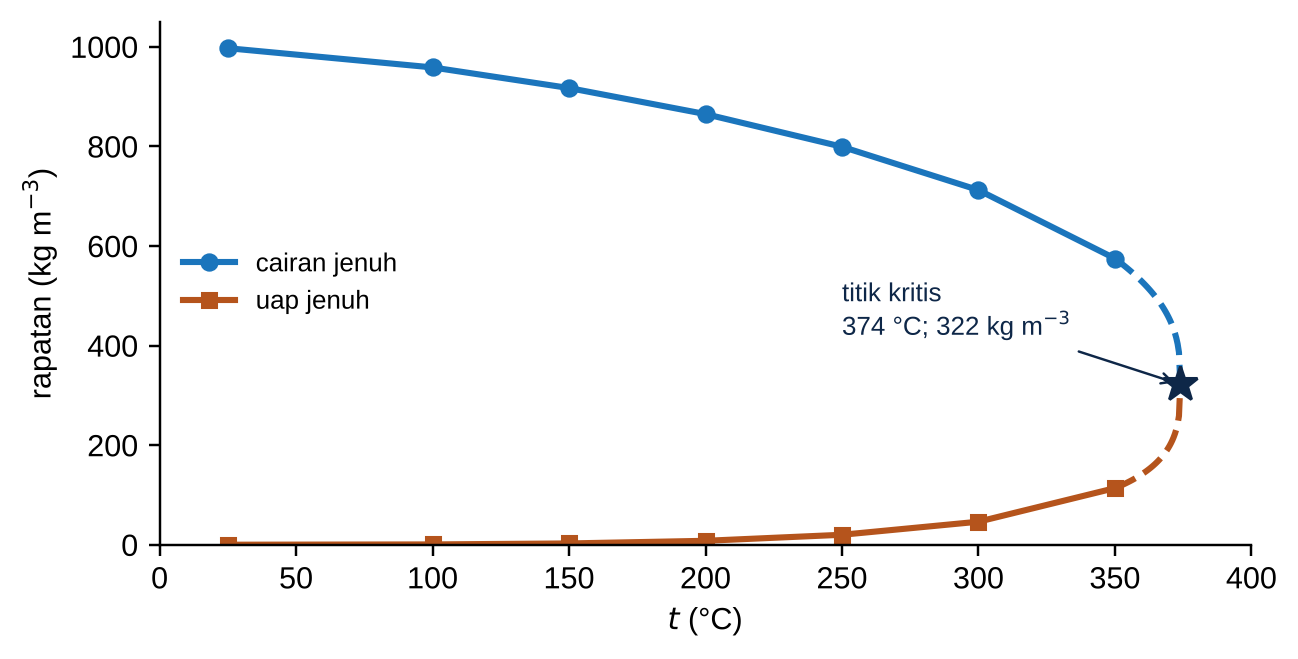 1000
800
600
400
200
0
rapatan (kg m⁻³)
cairan jenuh
uap jenuh
titik kritis
374 °C; 322 kg m⁻³
0 50 100 150 200 250 300 350 400
t (°C)